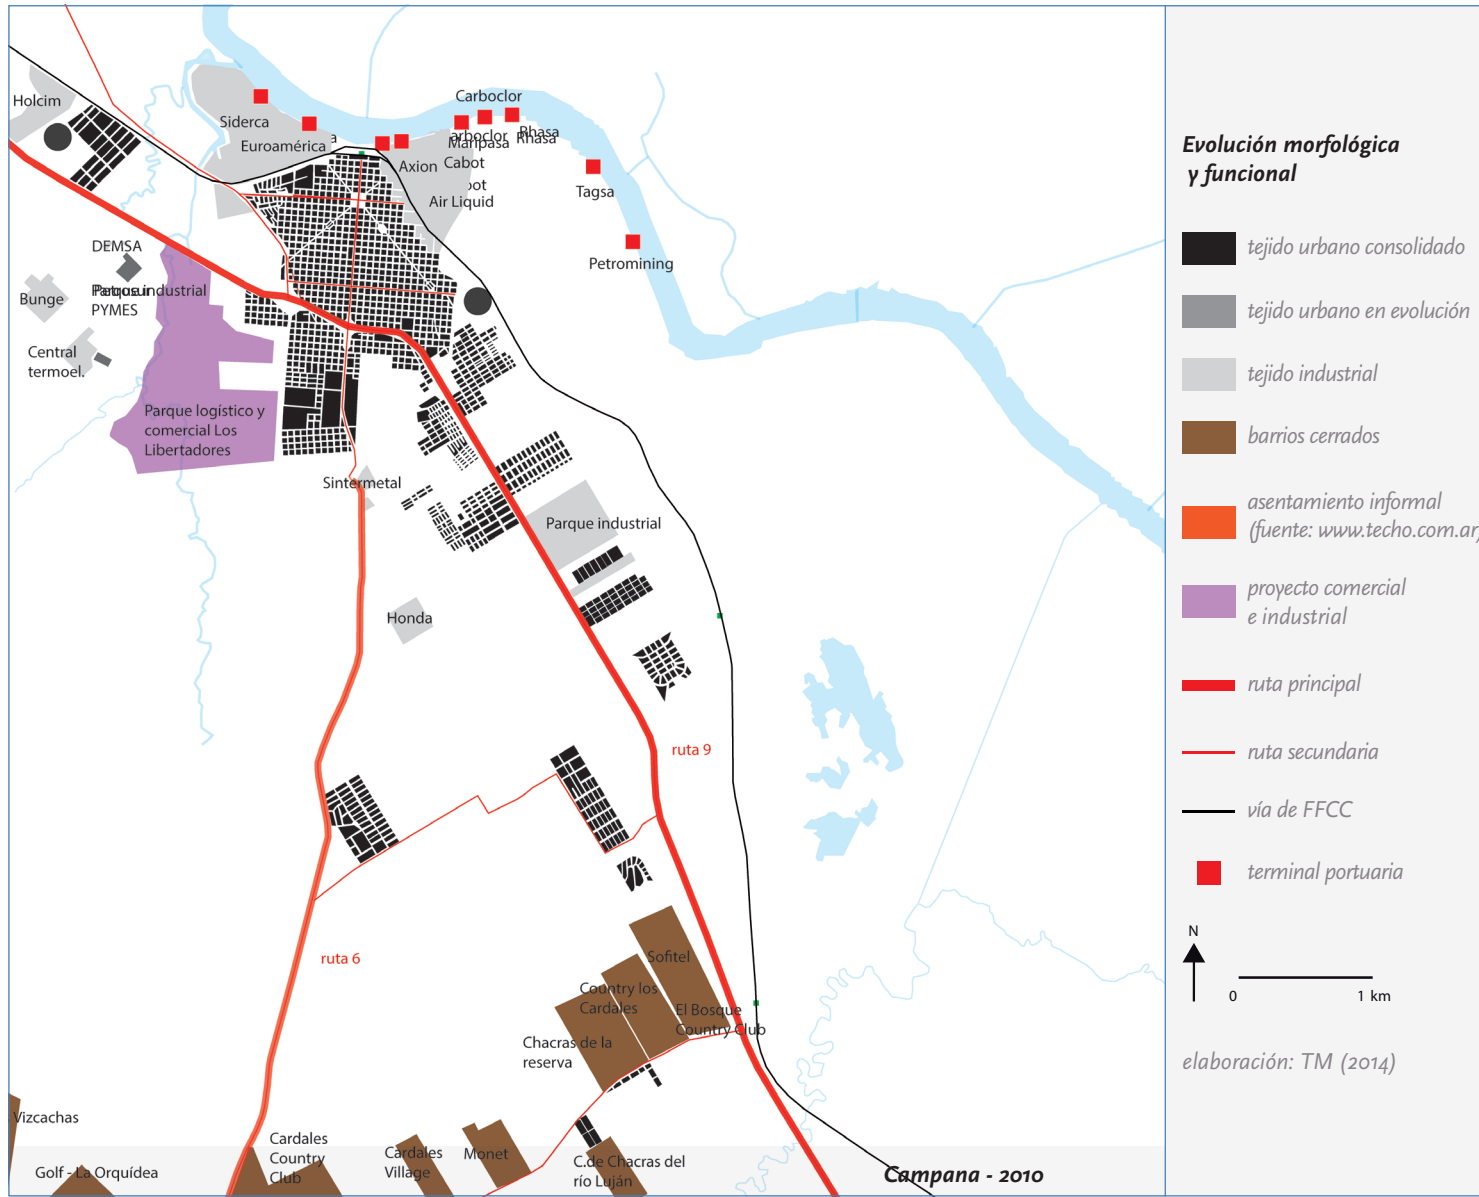 Holcim
Siderca
Euroamérica
a
Carboclor
arboclor
Maripasa
Rhasa
Rhasa
Axion
Cabot
bot
Air Liquid
Tagsa
Petromining
DEMSA
Bunge
Parque industrial
PYMES
Central
termoel.
Parque logístico y
comercial Los
Libertadores
Sintermetal
Parque industrial
Honda
ruta 9
ruta 6
Sofitel
Country los
Cardales
El Bosque
Country Club
Chacras de la
reserva
Vizcachas
Golf - La Orquídea
Cardales
Country
Club
Cardales
Village
Monet
C.de Chacras del
río Luján
Campana - 2010
Evolución morfológica
y funcional
tejido urbano consolidado
tejido urbano en evolución
tejido industrial
barrios cerrados
asentamiento informal
(fuente: www.techo.com.ar)
proyecto comercial
e industrial
ruta principal
ruta secundaria
vía de FFCC
terminal portuaria
N
0 1 km
elaboración: TM (2014)